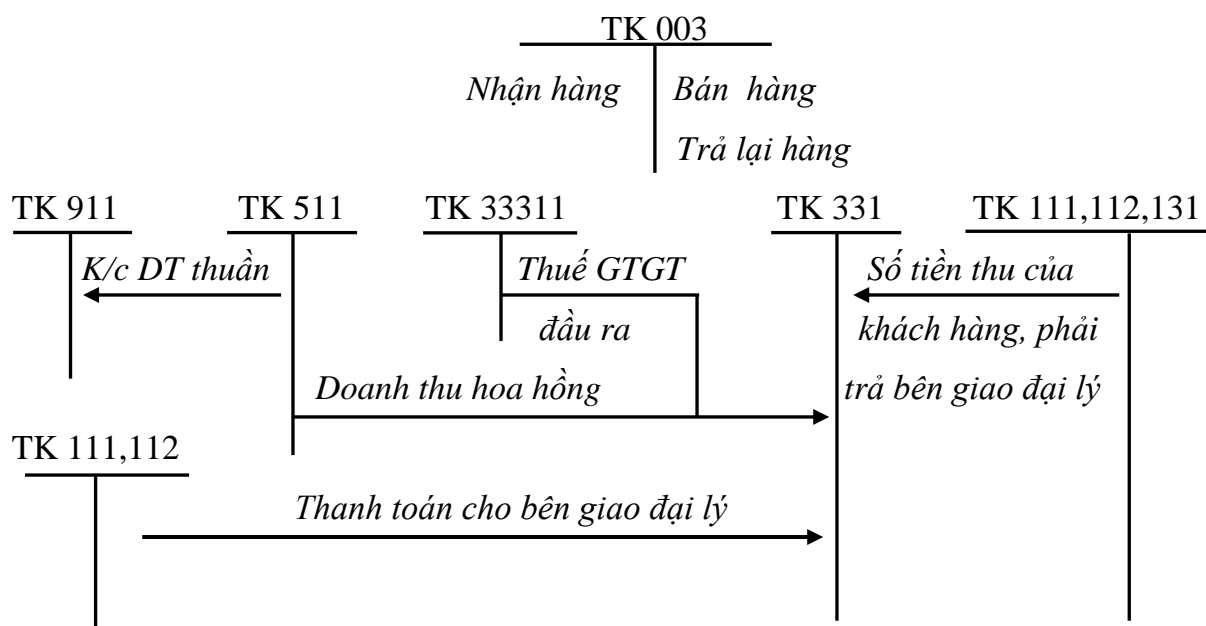 TK 003
Nhận hàng Bán hàng
Trả lại hàng
TK 911 TK 511 TK 33311 TK 331 TK 111,112,131
K/c DT thuần Thuế GTGT Số tiền thu của
đầu ra khách hàng, phải
Doanh thu hoa hồng trả bên giao đại lý
TK 111,112
Thanh toán cho bên giao đại lý